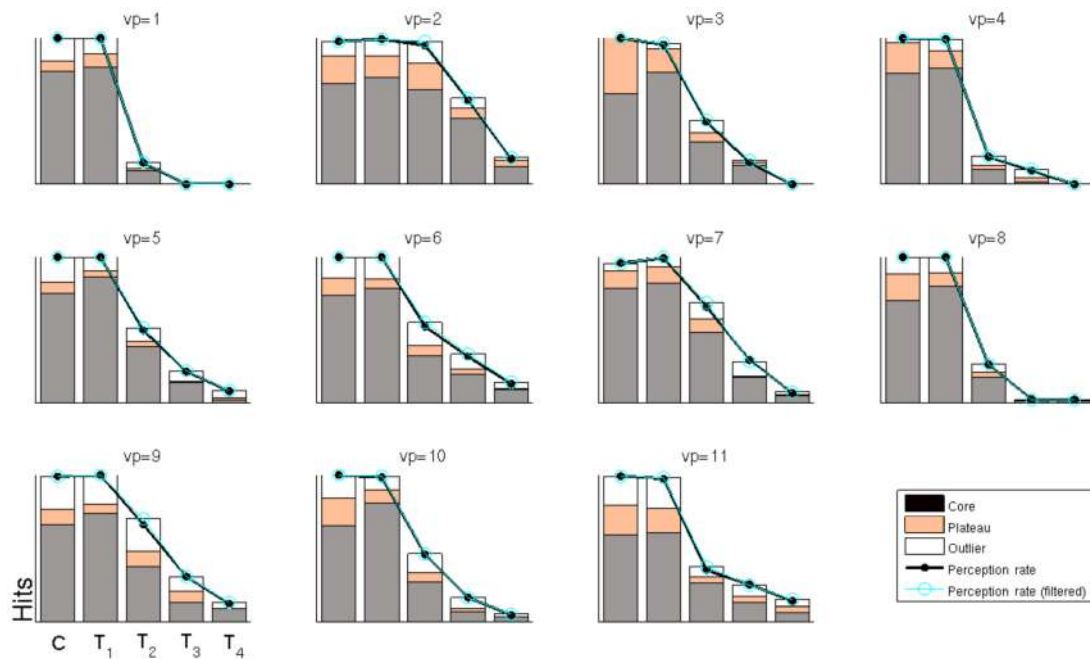 vp=1
vp=2
vp=3
vp=4
vp=5
vp=6
vp=7
vp=8
vp=9
vp=10
vp=11
Core
Plateau
Outlier
Perception rate
Perception rate (filtered)
Hits
C T1 T2 T3 T4